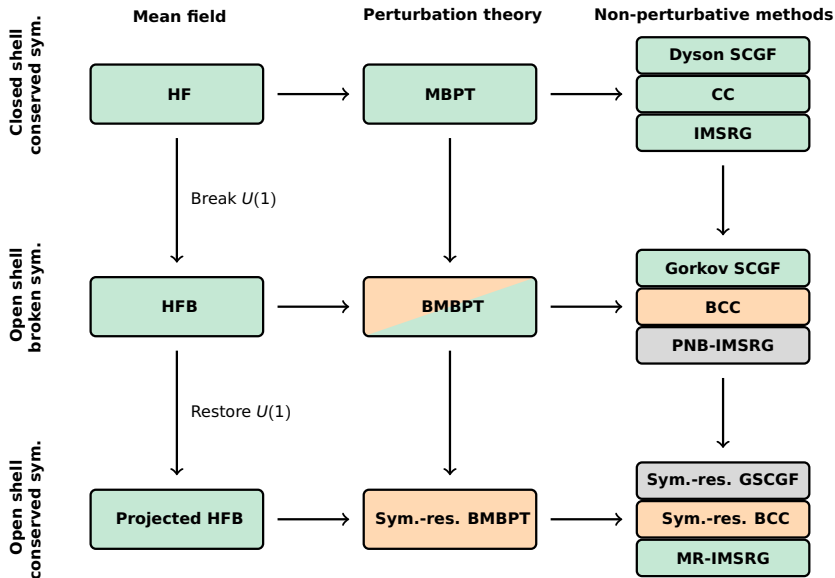 Mean field
Perturbation theory
Non-perturbative methods
Closed shell
conserved sym.
HF
MBPT
Dyson SCGF
CC
IMSRG
Break U(1)
Open shell
broken sym.
HFB
BMBPT
Gorkov SCGF
BCC
PNB-IMSRG
Restore U(1)
Open shell
conserved sym.
Projected HFB
Sym.-res. BMBPT
Sym.-res. GSCGF
Sym.-res. BCC
MR-IMSRG